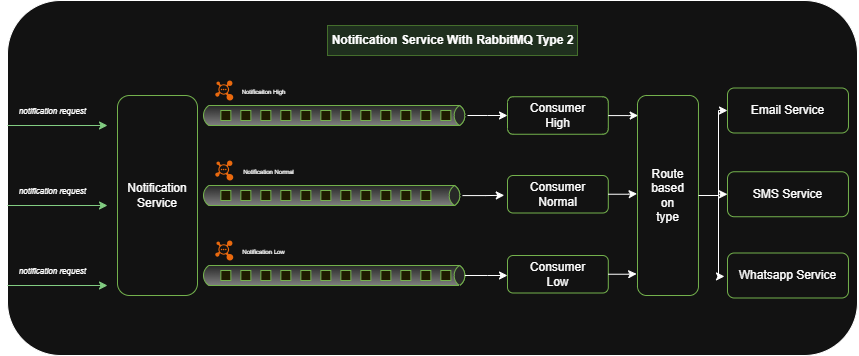 Notification Service With RabbitMQ Type 2
notification request
notification request
notification request
Notification
Service
Notification High
Notification Normal
Notification Low
Consumer
High
Consumer
Normal
Consumer
Low
Route
based
on
type
Email Service
SMS Service
Whatsapp Service